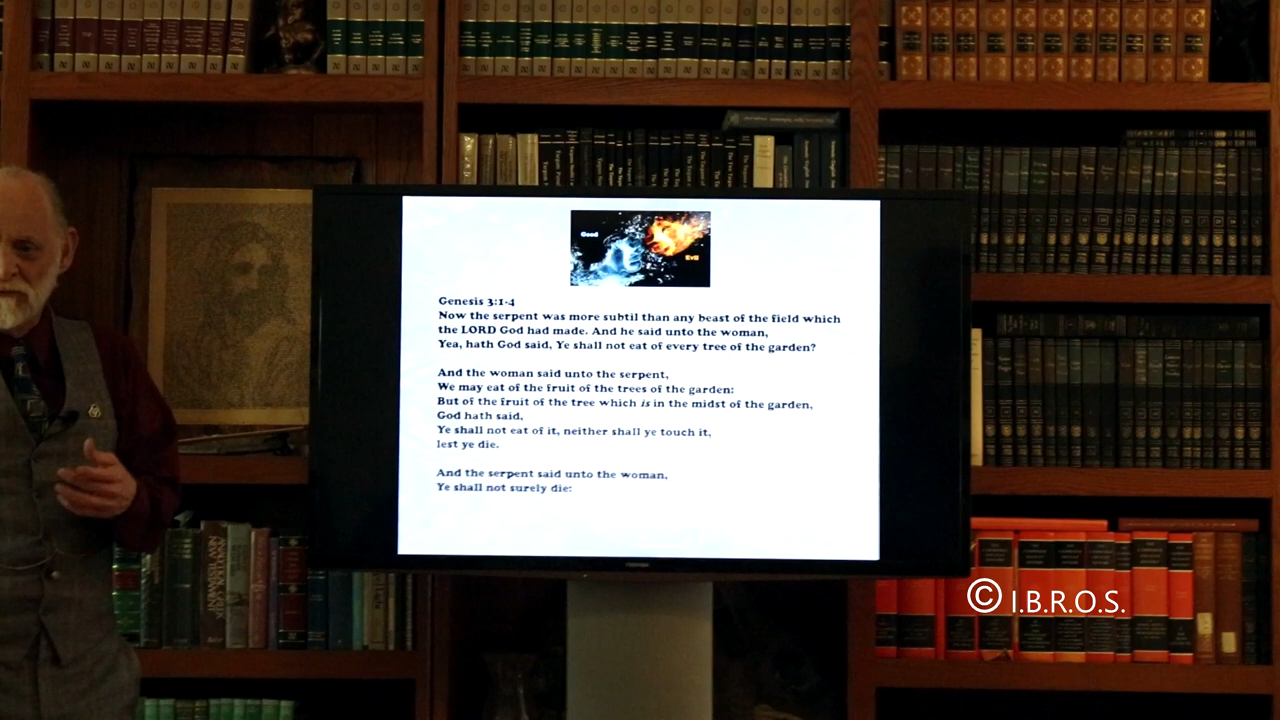 Good
Evil
Genesis 3:1-4
Now the serpent was more subtil than any beast of the field which
the LORD God had made. And he said unto the woman,
Yea, hath God said, Ye shall not eat of every tree of the garden?
And the woman said unto the serpent,
We may eat of the fruit of the trees of the garden:
But of the fruit of the tree which is in the midst of the garden,
God hath said,
Ye shall not eat of it, neither shall ye touch it,
lest ye die.
And the serpent said unto the woman,
Ye shall not surely die:
© I.B.R.O.S.